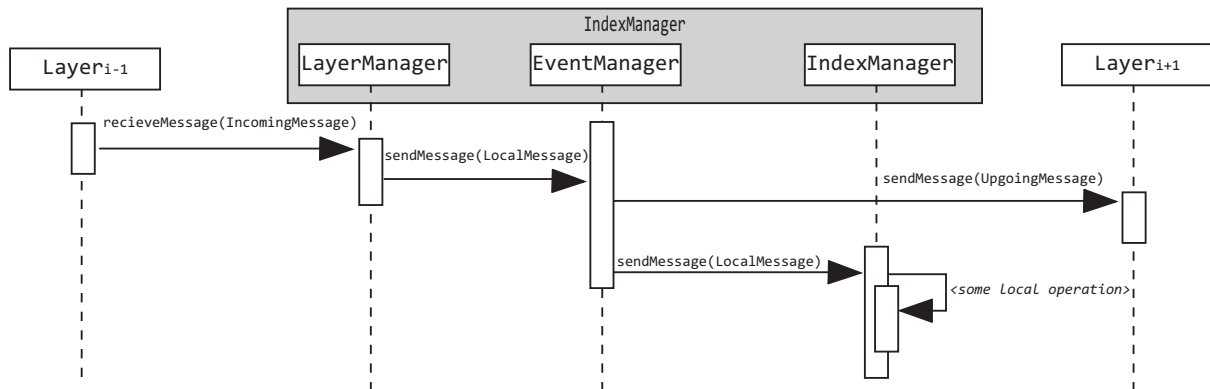 IndexManager
Layeri-1
LayerManager
EventManager
IndexManager
Layeri+1
recieveMessage(IncomingMessage)
sendMessage(LocalMessage)
sendMessage(UpgoingMessage)
sendMessage(LocalMessage)
<some local operation>